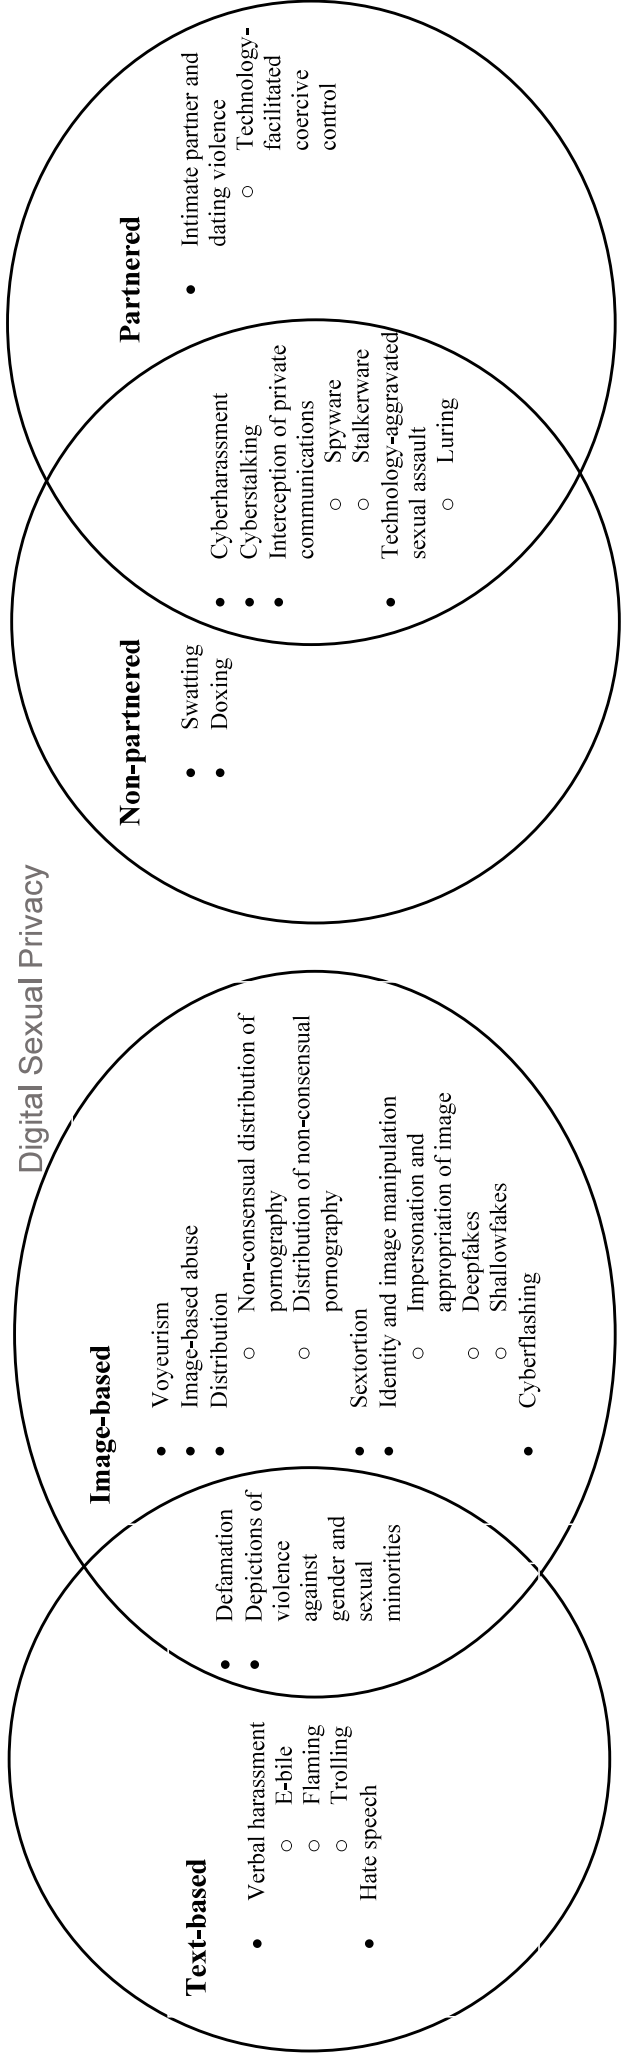 Digital Sexual Privacy
Text-based
• Verbal harassment
○ E-bile
○ Flaming
○ Trolling
• Hate speech
• Defamation
• Depictions of
violence
against
gender and
sexual
minorities
Image-based
• Voyeurism
• Image-based abuse
• Distribution
○ Non-consensual distribution of
pornography
○ Distribution of non-consensual
pornography
• Sextortion
• Identity and image manipulation
○ Impersonation and
appropriation of image
○ Deepfakes
○ Shallowfakes
• Cyberflashing
Non-partnered
• Swatting
• Doxing
• Cyberharassment
• Cyberstalking
• Interception of private
communications
○ Spyware
○ Stalkerware
• Technology-aggravated
sexual assault
○ Luring
Partnered
• Intimate partner and
dating violence
○ Technology-
facilitated
coercive
control